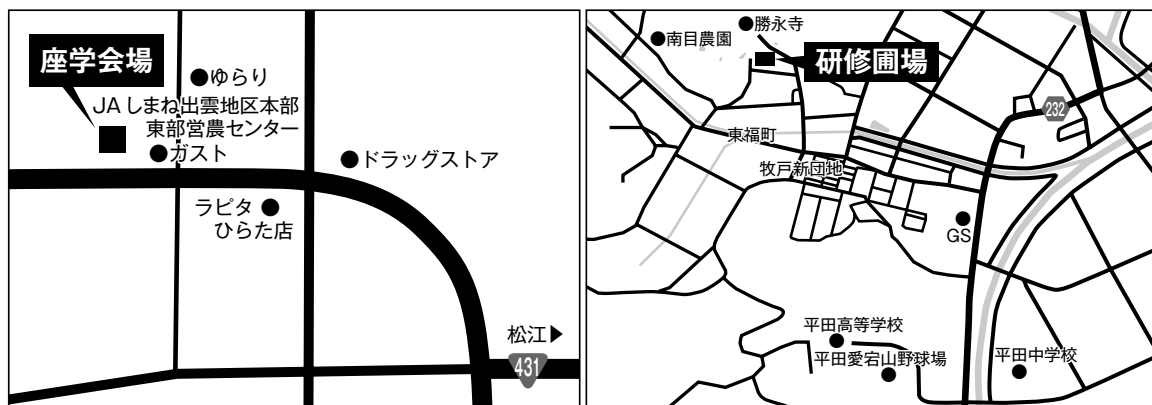 座学会場
ゆらり
JAしまね出雲地区本部
東部営農センター
ガスト
ドラッグストア
ラピタ
ひらた店
松江
431
勝永寺
南目農園
研修圃場
232
東福町
牧戸新団地
GS
平田高等学校
平田愛宕山野球場
平田中学校